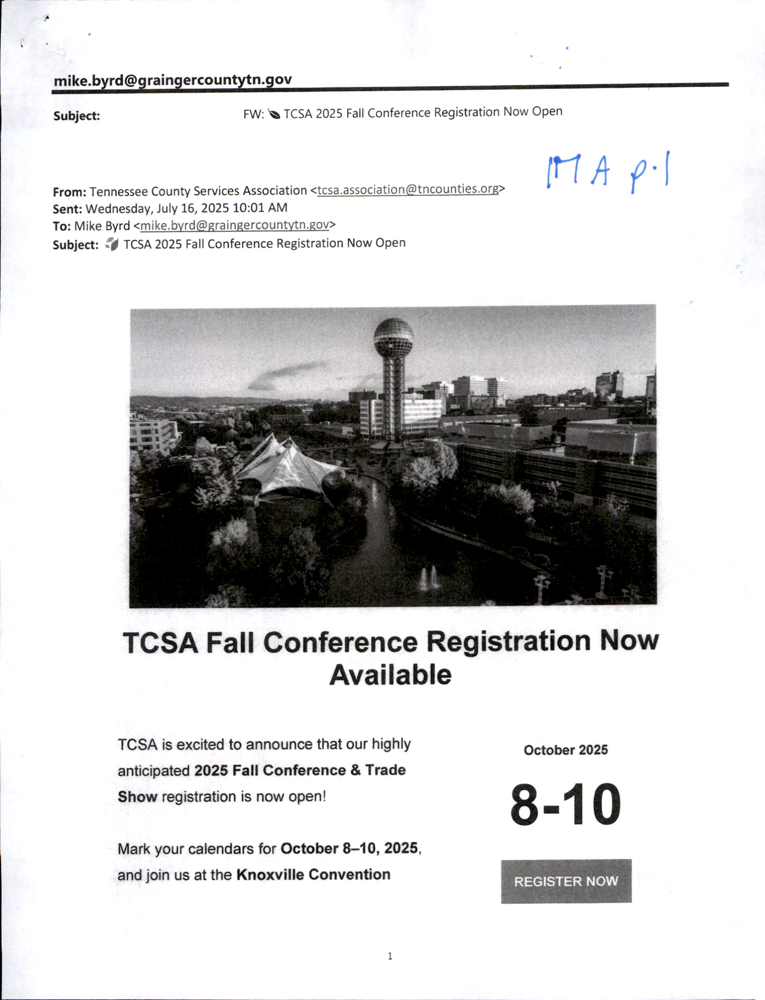 mike.byrd@graingercountytn.gov
Subject: FW: TCSA 2025 Fall Conference Registration Now Open
MA p.1
From: Tennessee County Services Association <tcsa.association@tncounties.org>
Sent: Wednesday, July 16, 2025 10:01 AM
To: Mike Byrd <mike.byrd@graingercountytn.gov>
Subject: TCSA 2025 Fall Conference Registration Now Open
TCSA Fall Conference Registration Now
Available
TCSA is excited to announce that our highly
anticipated 2025 Fall Conference & Trade
Show registration is now open!
Mark your calendars for October 8–10, 2025,
and join us at the Knoxville Convention
October 2025
8-10
REGISTER NOW
1